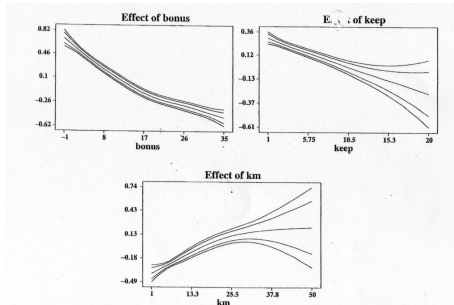 Effect of bonus
0.82
0.46
0.1
-0.26
-0.62
-1 8 17 26 35
bonus
of keep
0.36
0.12
-0.13
-0.37
-0.61
1 5.75 10.5 15.3 20
keep
Effect of km
0.74
0.43
0.13
-0.18
-0.49
1 13.3 25.5 37.8 50
km